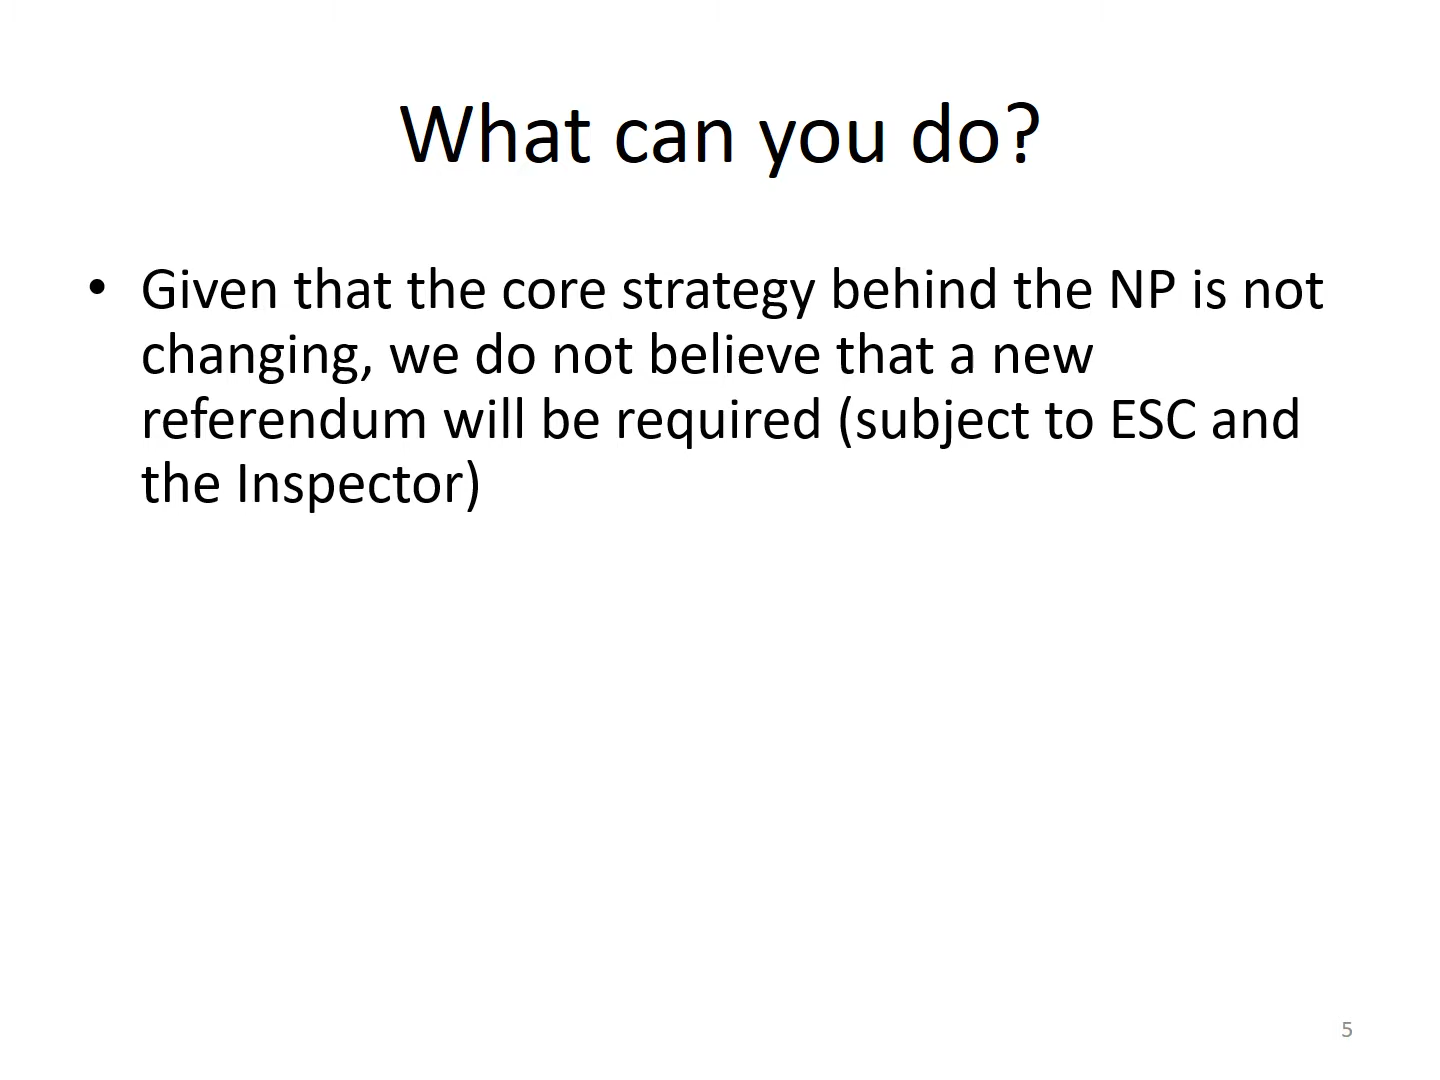 What can you do?
• Given that the core strategy behind the NP is not
changing, we do not believe that a new
referendum will be required (subject to ESC and
the Inspector)
5